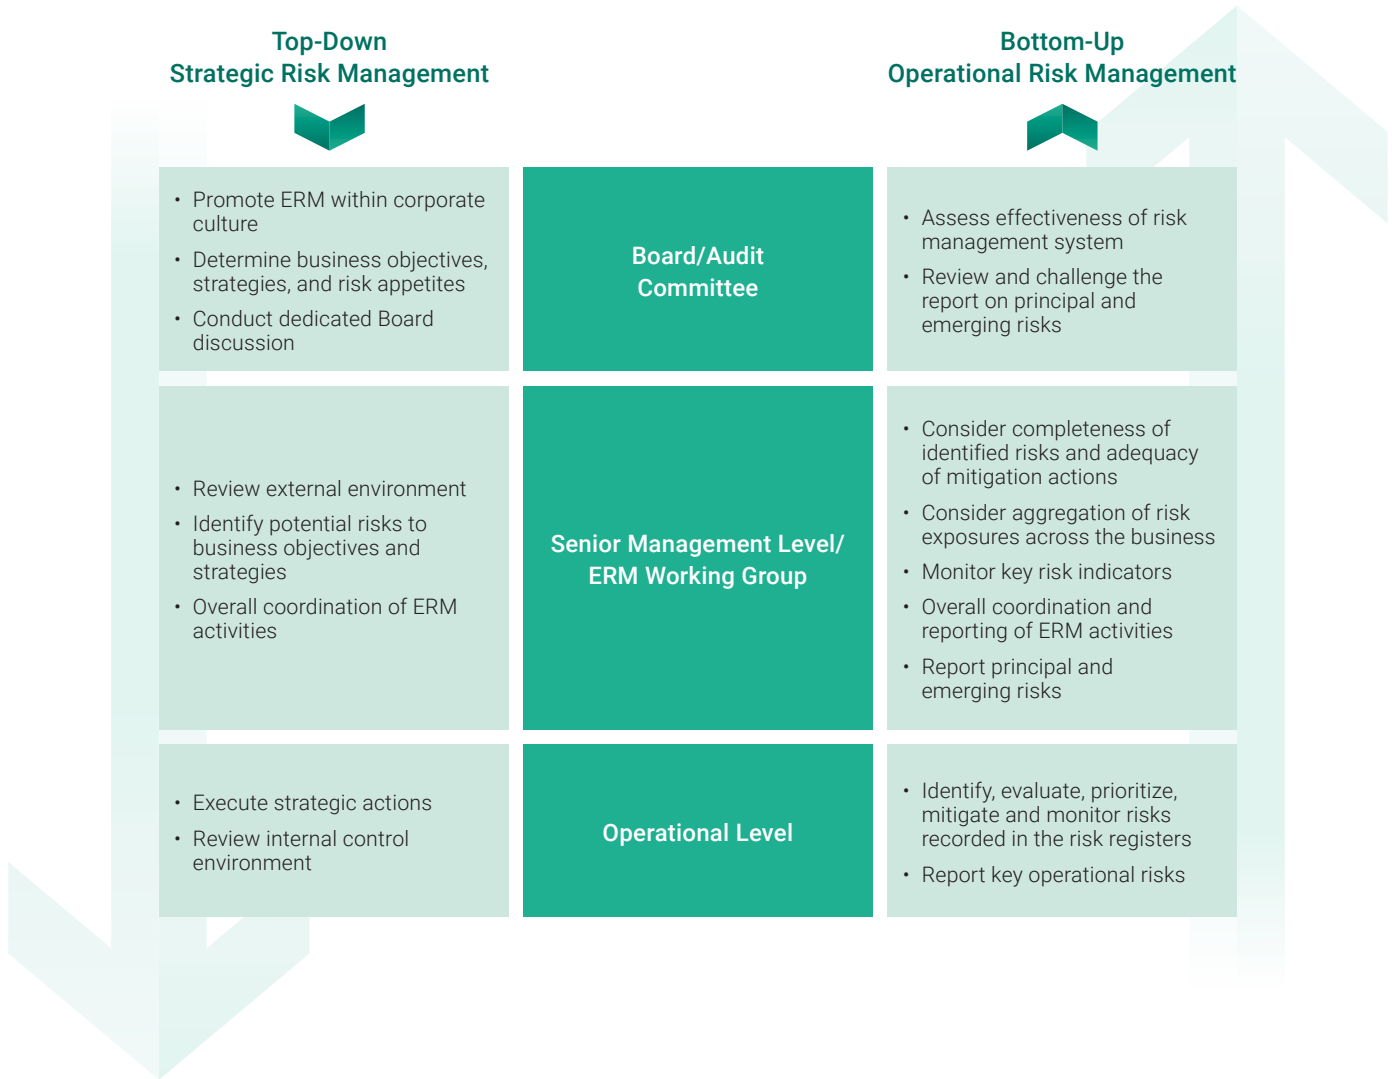 Top-Down
Strategic Risk Management
Bottom-Up
Operational Risk Management
• Promote ERM within corporate
culture
• Determine business objectives,
strategies, and risk appetites
• Conduct dedicated Board
discussion
Board/Audit
Committee
• Assess effectiveness of risk
management system
• Review and challenge the
report on principal and
emerging risks
• Review external environment
• Identify potential risks to
business objectives and
strategies
• Overall coordination of ERM
activities
Senior Management Level/
ERM Working Group
• Consider completeness of
identified risks and adequacy
of mitigation actions
• Consider aggregation of risk
exposures across the business
• Monitor key risk indicators
• Overall coordination and
reporting of ERM activities
• Report principal and
emerging risks
• Execute strategic actions
• Review internal control
environment
Operational Level
• Identify, evaluate, prioritize,
mitigate and monitor risks
recorded in the risk registers
• Report key operational risks